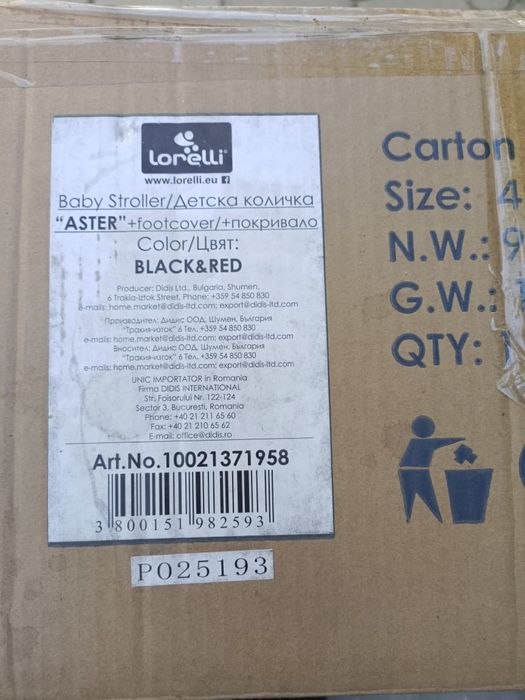 lorelli®
www.lorelli.eu f
Baby Stroller/Детска количка
"ASTER"+footcover/+покривало
Color/Цвят:
BLACK&RED
Producer: Didis Ltd., Bulgaria, Shumen,
6 Trakia-Iztok Street, Phone: +359 54 850 830
e-mails: home.market@didis-ltd.com; export@didis-ltd.com
Производител: Дидис ООД, Шумен, България
"Тракия-изток" 6 Тел. +359 54 850 830
e-mails: home.market@didis-ltd.com; export@didis-ltd.com
Вносител: Дидис ООД, Шумен, България
"Тракия-изток" 6 Тел. +359 54 850 830
e-mails: home.market@didis-ltd.com; export@didis-ltd.com
UNIC IMPORTATOR in Romania
Firma DIDIS INTERNATIONAL
Str. Foisorului Nr. 122-124
Sector 3, Bucuresti, Romania
Phone: +40 21 211 65 60
Fax: +40 21 210 65 62
E-mail: office@didis.ro
Art.No.10021371958
3 800151 982593
P025193
Carton
Size: 4
N.W.: 9
G.W.: 1
QTY: 1